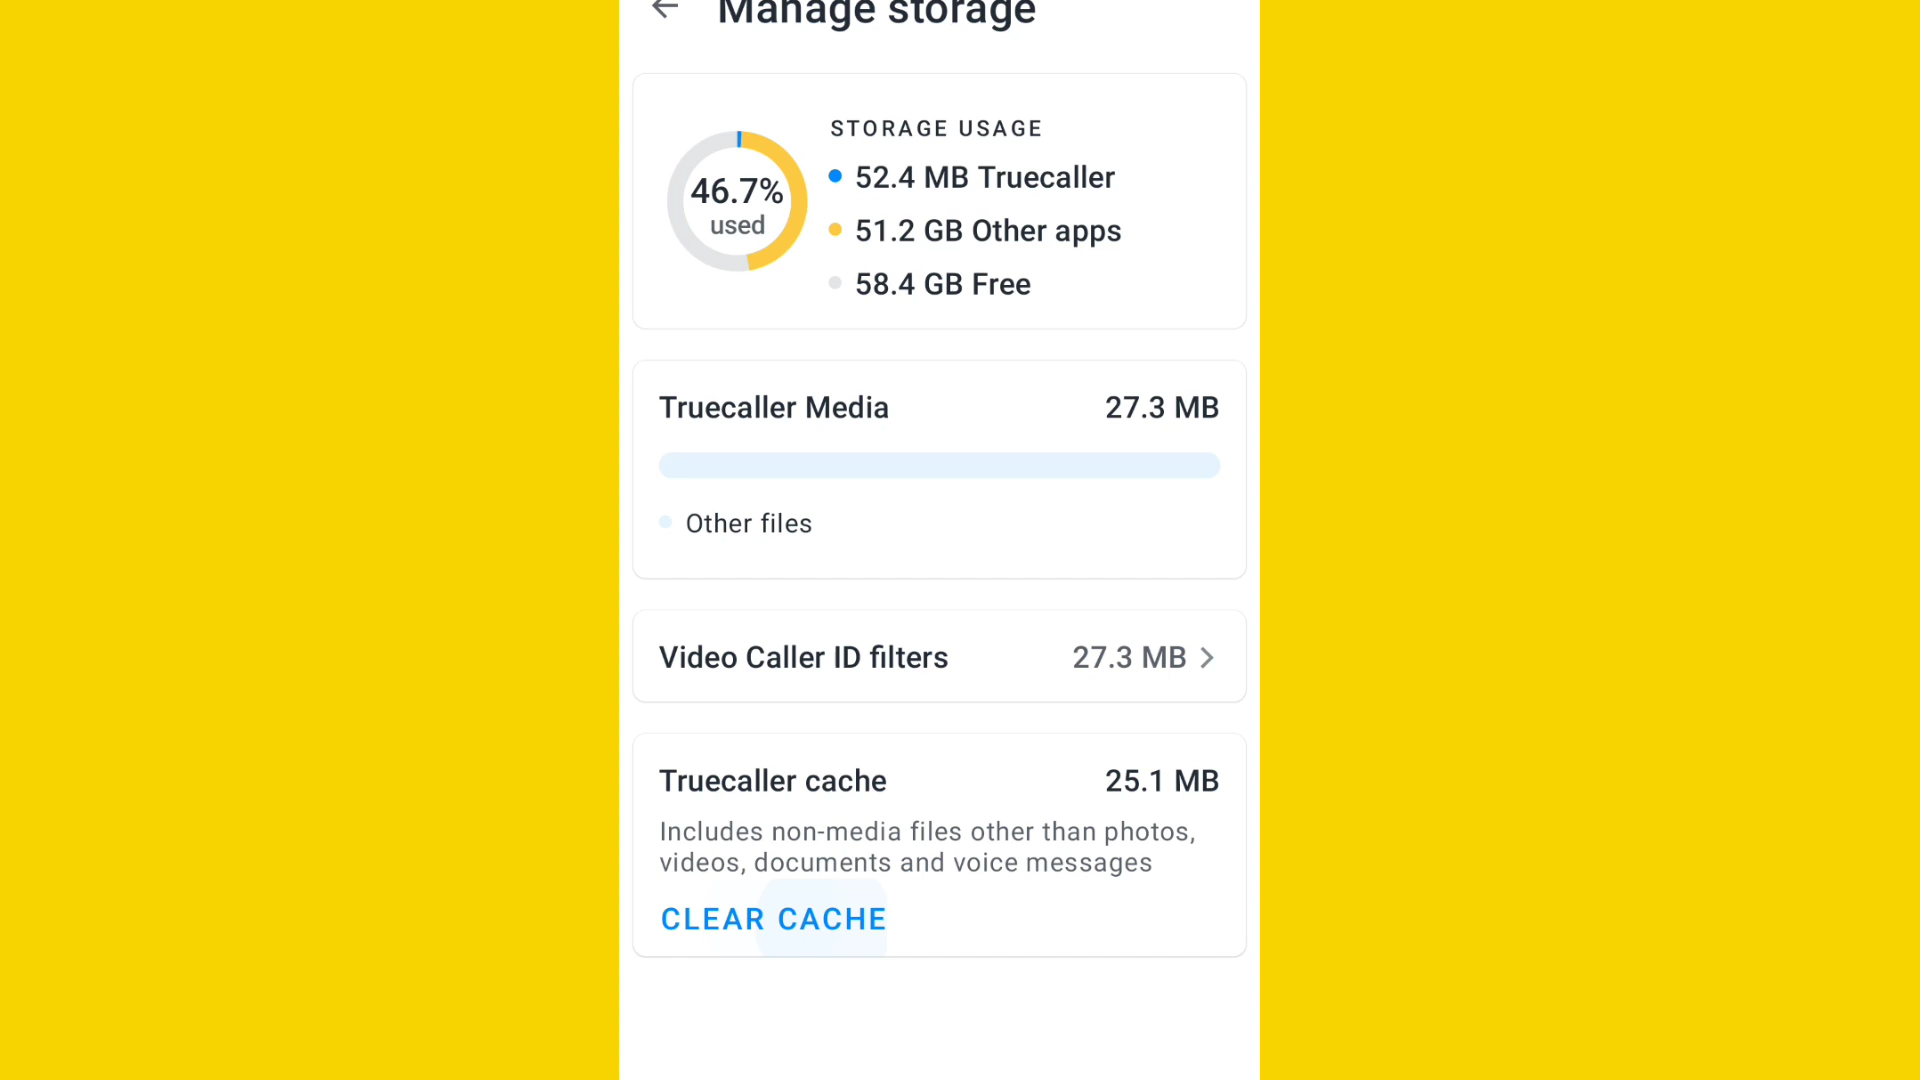 Manage storage
STORAGE USAGE
46.7%
used
52.4 MB Truecaller
51.2 GB Other apps
58.4 GB Free
Truecaller Media 27.3 MB
Other files
Video Caller ID filters 27.3 MB
Truecaller cache 25.1 MB
Includes non-media files other than photos,
videos, documents and voice messages
CLEAR CACHE